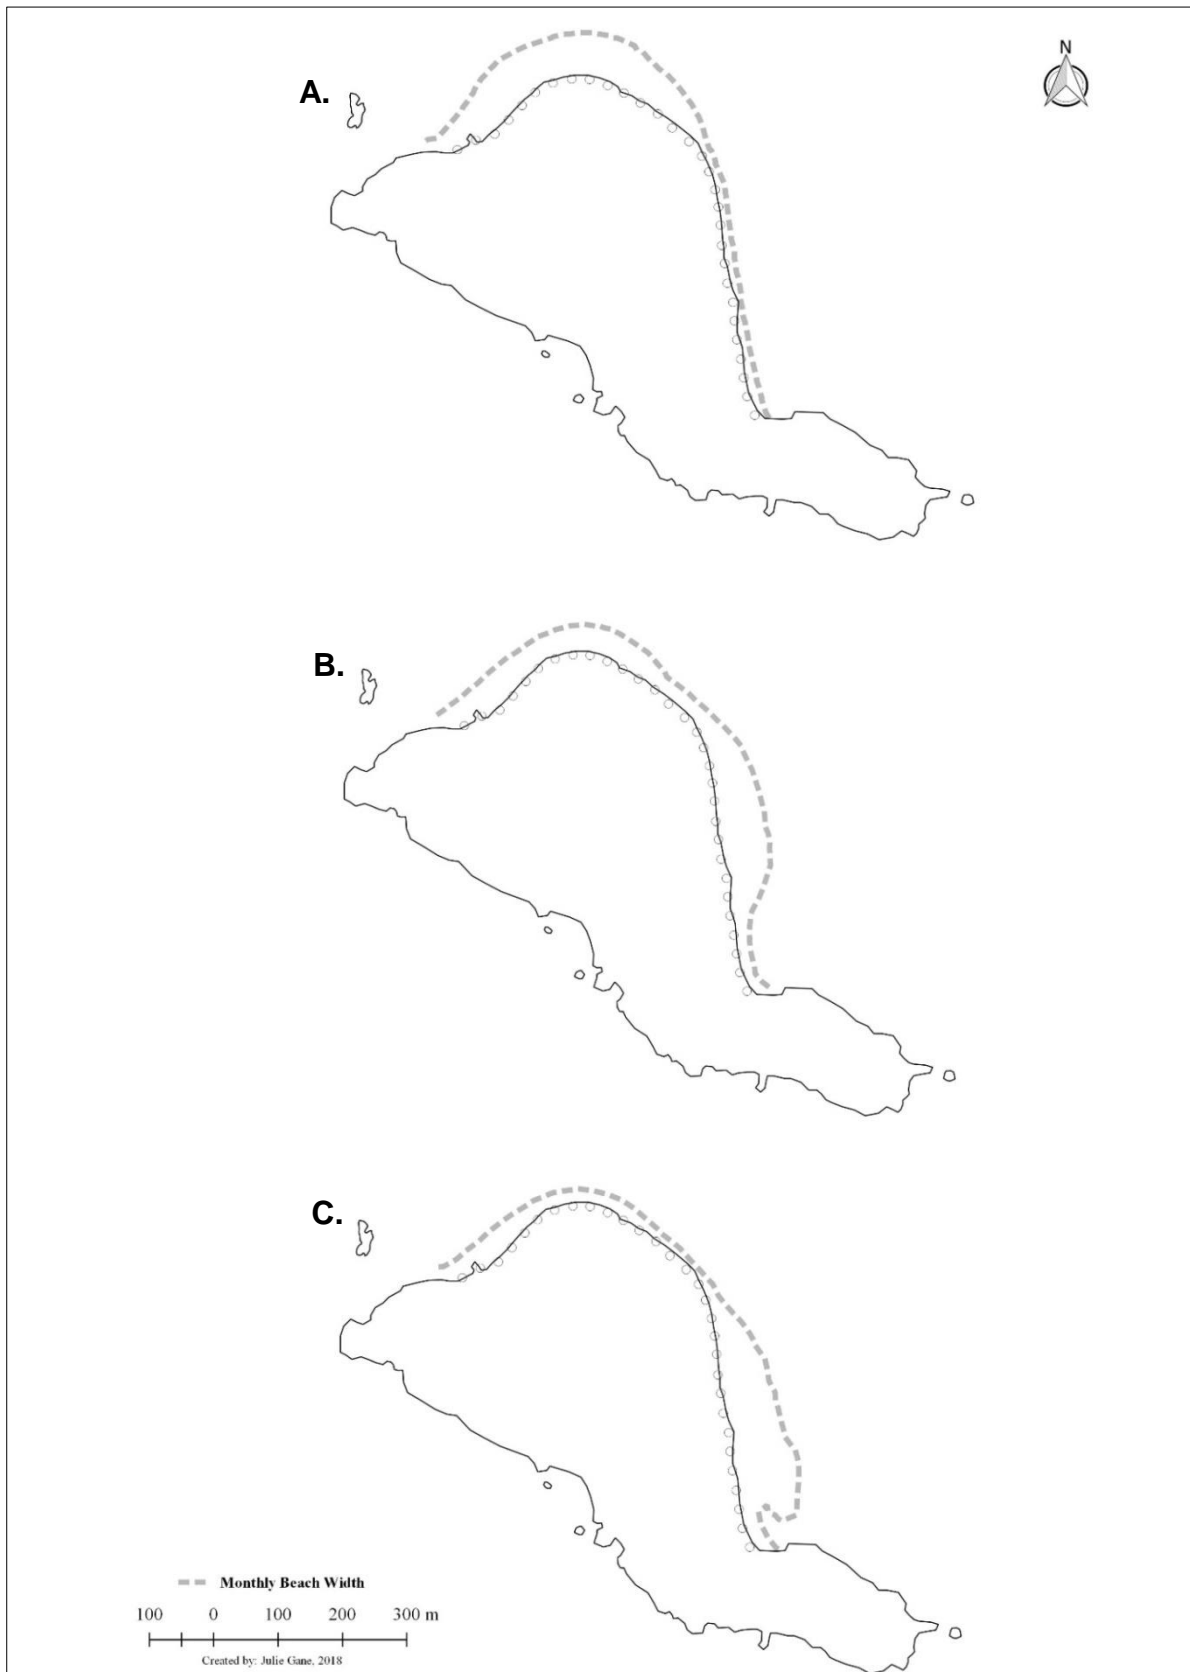 N
A.
B.
C.
Monthly Beach Width
100 0 100 200 300 m
Created by: Julie Gane, 2018